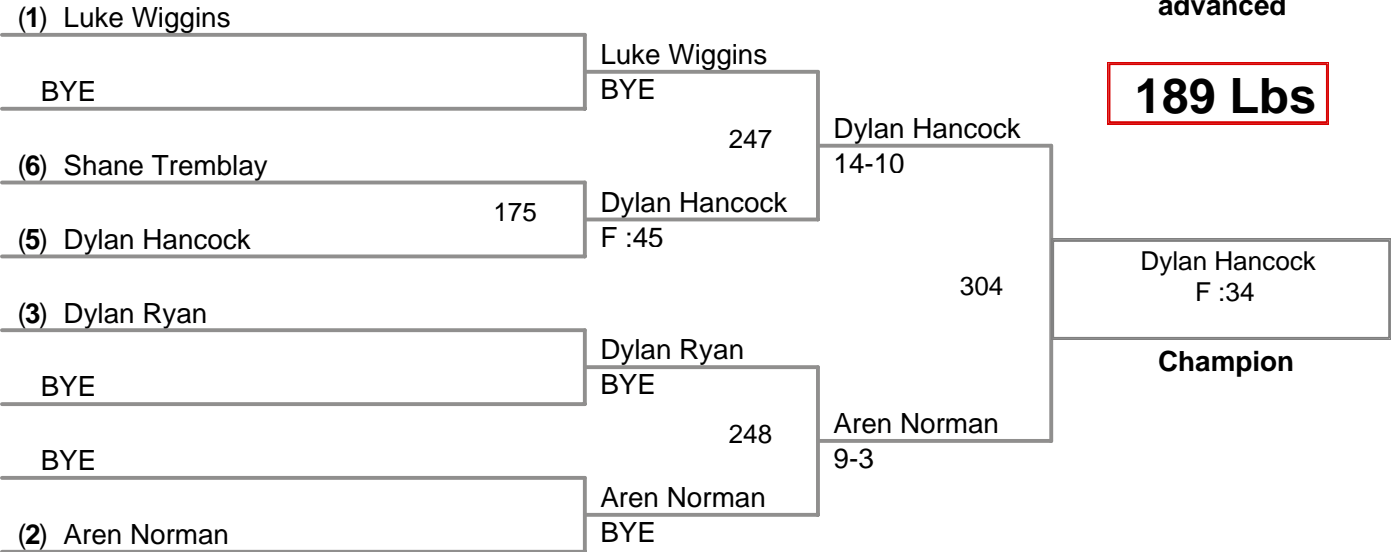 advanced
189 Lbs
(1) Luke Wiggins
BYE
(6) Shane Tremblay
175
(5) Dylan Hancock
(3) Dylan Ryan
BYE
BYE
(2) Aren Norman
Luke Wiggins
BYE
247
Dylan Hancock
F :45
Dylan Ryan
BYE
248
Aren Norman
BYE
Dylan Hancock
14-10
304
Aren Norman
9-3
Dylan Hancock
F :34
Champion